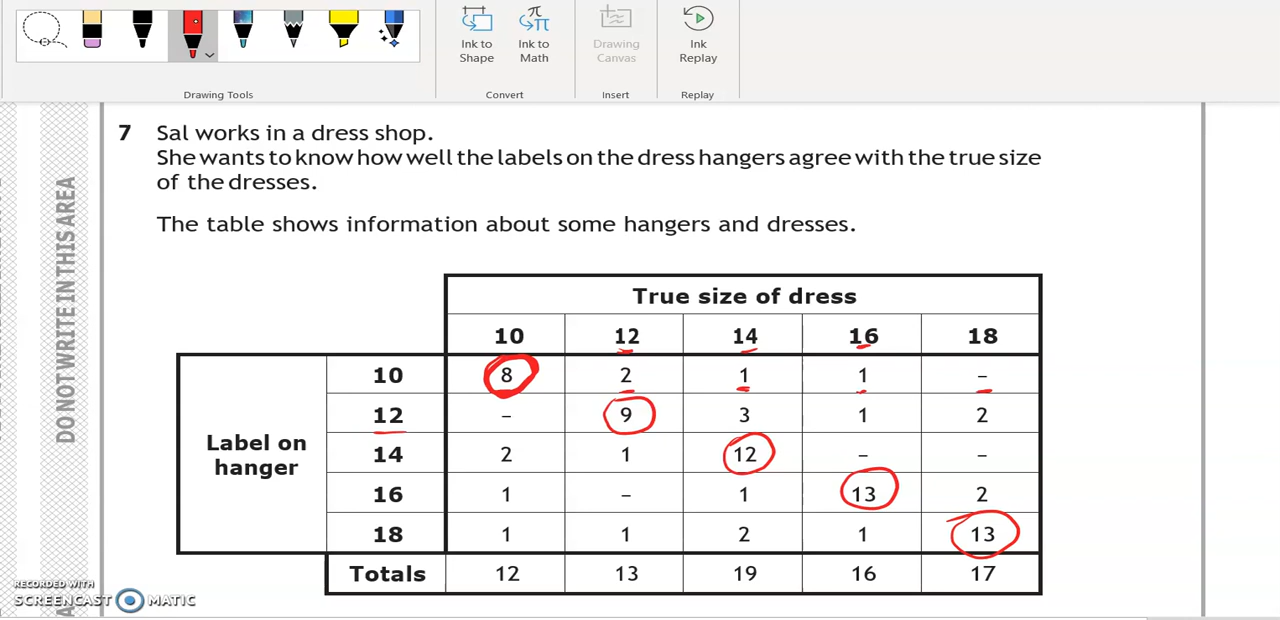 Ink to Shape
Ink to Math
Drawing Canvas
Ink Replay
Drawing Tools
Convert
Insert
Replay
DO NOT WRITE IN THIS AREA
7 Sal works in a dress shop.
She wants to know how well the labels on the dress hangers agree with the true size
of the dresses.
The table shows information about some hangers and dresses.
True size of dress
10 12 14 16 18
Label on hanger
10 8 2 1 1 –
12 – 9 3 1 2
14 2 1 12 – –
16 1 – 1 13 2
18 1 1 2 1 13
Totals 12 13 19 16 17
RECORDED WITH
SCREENCAST MATIC